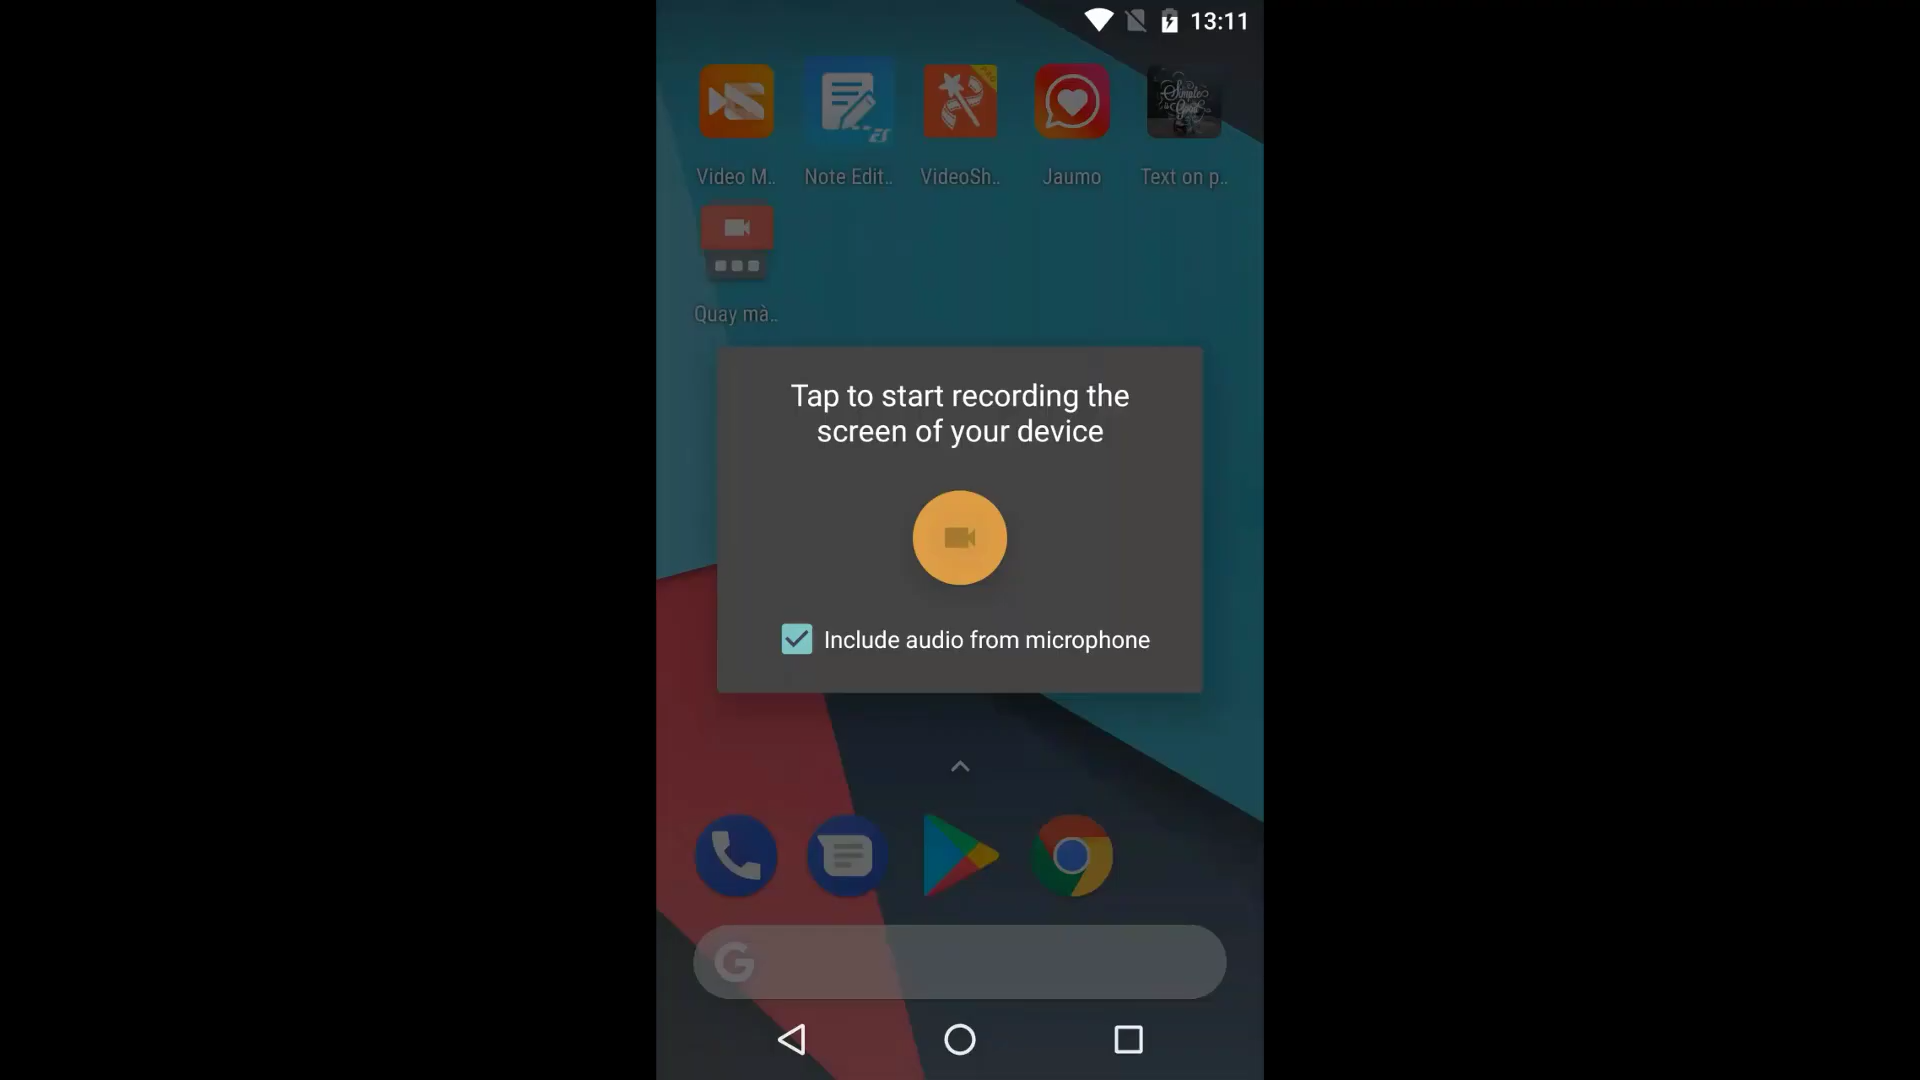 13:11
Video M..
Note Edit..
VideoSh..
Jaumo
Text on p..
Quay mà..
Tap to start recording the
screen of your device
Include audio from microphone